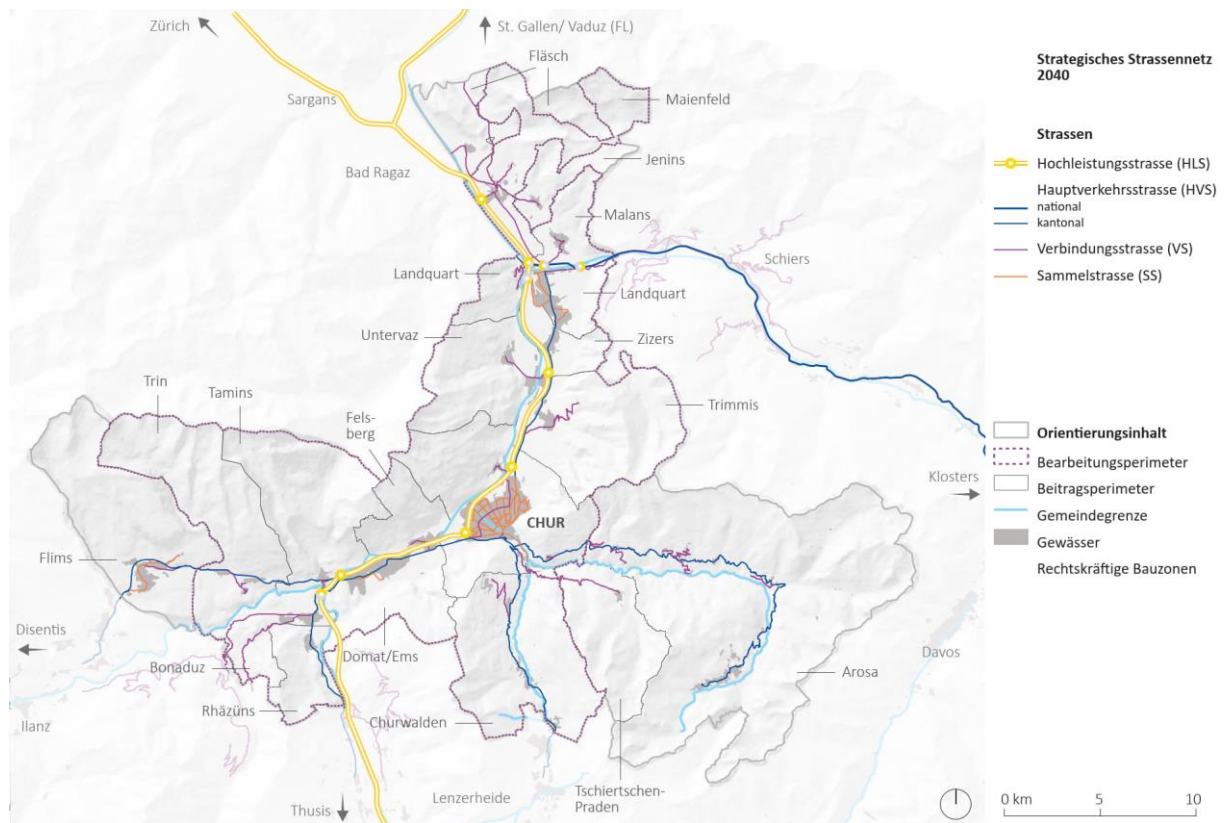 Zürich
St. Gallen/ Vaduz (FL)
Fläsch
Sargans
Maienfeld
Jenins
Bad Ragaz
Malans
Schiers
Landquart
Landquart
Untervaz
Zizers
Trin
Tamins
Trimmis
Fels-
berg
Klosters
CHUR
Flims
Disentis
Domat/Ems
Davos
Bonaduz
Arosa
Rhäzüns
Churwalden
Ilanz
Tschiertschen-
Praden
Lenzerheide
Thusis
Strategisches Strassennetz
2040
Strassen
Hochleistungsstrasse (HLS)
Hauptverkehrsstrasse (HVS)
national
kantonal
Verbindungsstrasse (VS)
Sammelstrasse (SS)
Orientierungsinhalt
Bearbeitungsperimeter
Beitragsperimeter
Gemeindegrenze
Gewässer
Rechtskräftige Bauzonen
0 km 5 10